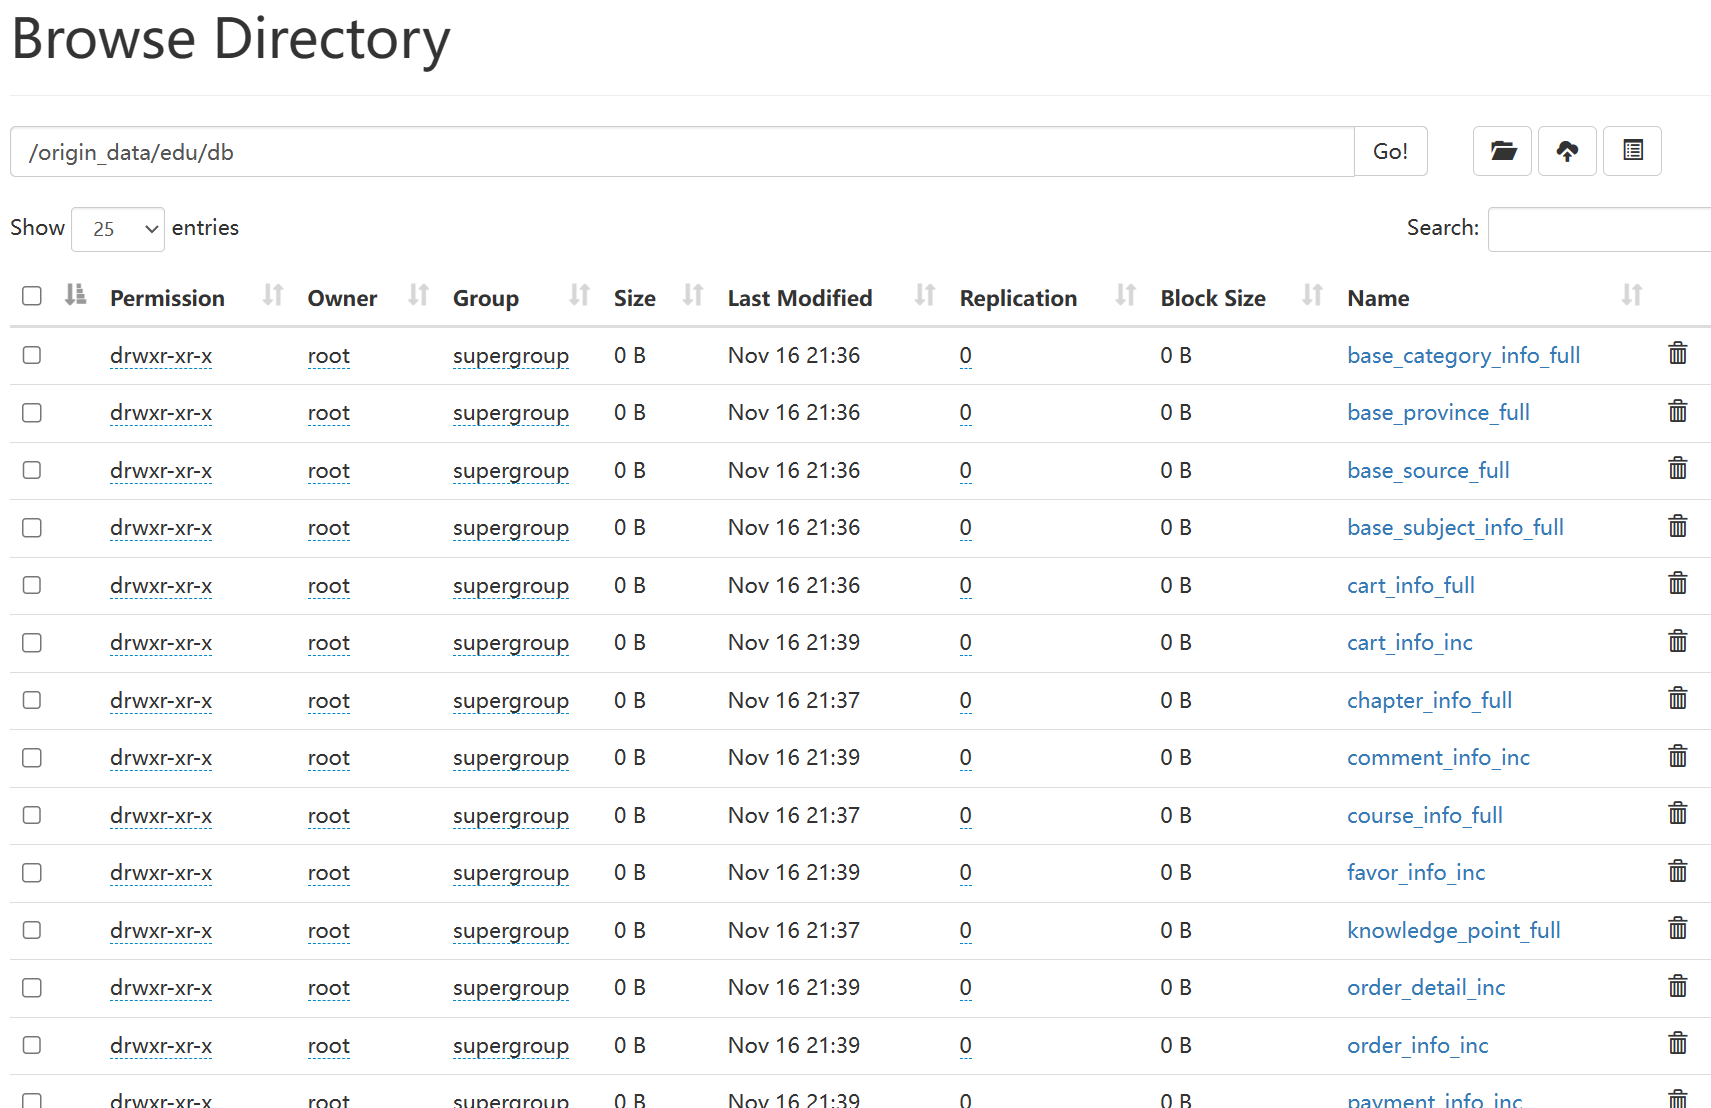 Browse Directory
/origin_data/edu/db Go!
Show 25 entries Search:
Permission Owner Group Size Last Modified Replication Block Size Name
drwxr-xr-x root supergroup 0 B Nov 16 21:36 0 0 B base_category_info_full
drwxr-xr-x root supergroup 0 B Nov 16 21:36 0 0 B base_province_full
drwxr-xr-x root supergroup 0 B Nov 16 21:36 0 0 B base_source_full
drwxr-xr-x root supergroup 0 B Nov 16 21:36 0 0 B base_subject_info_full
drwxr-xr-x root supergroup 0 B Nov 16 21:36 0 0 B cart_info_full
drwxr-xr-x root supergroup 0 B Nov 16 21:39 0 0 B cart_info_inc
drwxr-xr-x root supergroup 0 B Nov 16 21:37 0 0 B chapter_info_full
drwxr-xr-x root supergroup 0 B Nov 16 21:39 0 0 B comment_info_inc
drwxr-xr-x root supergroup 0 B Nov 16 21:37 0 0 B course_info_full
drwxr-xr-x root supergroup 0 B Nov 16 21:39 0 0 B favor_info_inc
drwxr-xr-x root supergroup 0 B Nov 16 21:37 0 0 B knowledge_point_full
drwxr-xr-x root supergroup 0 B Nov 16 21:39 0 0 B order_detail_inc
drwxr-xr-x root supergroup 0 B Nov 16 21:39 0 0 B order_info_inc
drwxr-xr-x root supergroup 0 B Nov 16 21:39 0 0 B payment_info_inc